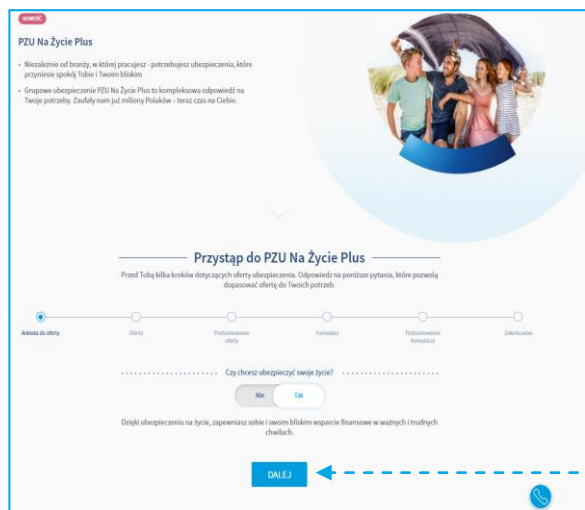 NOWOŚĆ
PZU Na Życie Plus
• Niezależnie od branży, w której pracujesz - potrzebujesz ubezpieczenia, które
przyniesie spokój Tobie i Twoim bliskim
• Grupowe ubezpieczenie PZU Na Życie Plus to kompleksowa odpowiedź na
Twoje potrzeby. Zaufały nam już miliony Polaków – teraz czas na Ciebie.
Przystąp do PZU Na Życie Plus
Przed Tobą kilka kroków dotyczących oferty ubezpieczenia. Odpowiedz na poniższe pytania, które pozwolą
dopasować ofertę do Twoich potrzeb.
Ankieta do oferty
Oferta
Podsumowanie
oferty
Formularz
Podsumowanie
formularza
Zakończenie
Czy chcesz ubezpieczyć swoje życie?
Nie Tak
Dzięki ubezpieczeniu na życie, zapewniasz sobie i swoim bliskim wsparcie finansowe w ważnych i trudnych
chwilach.
DALEJ